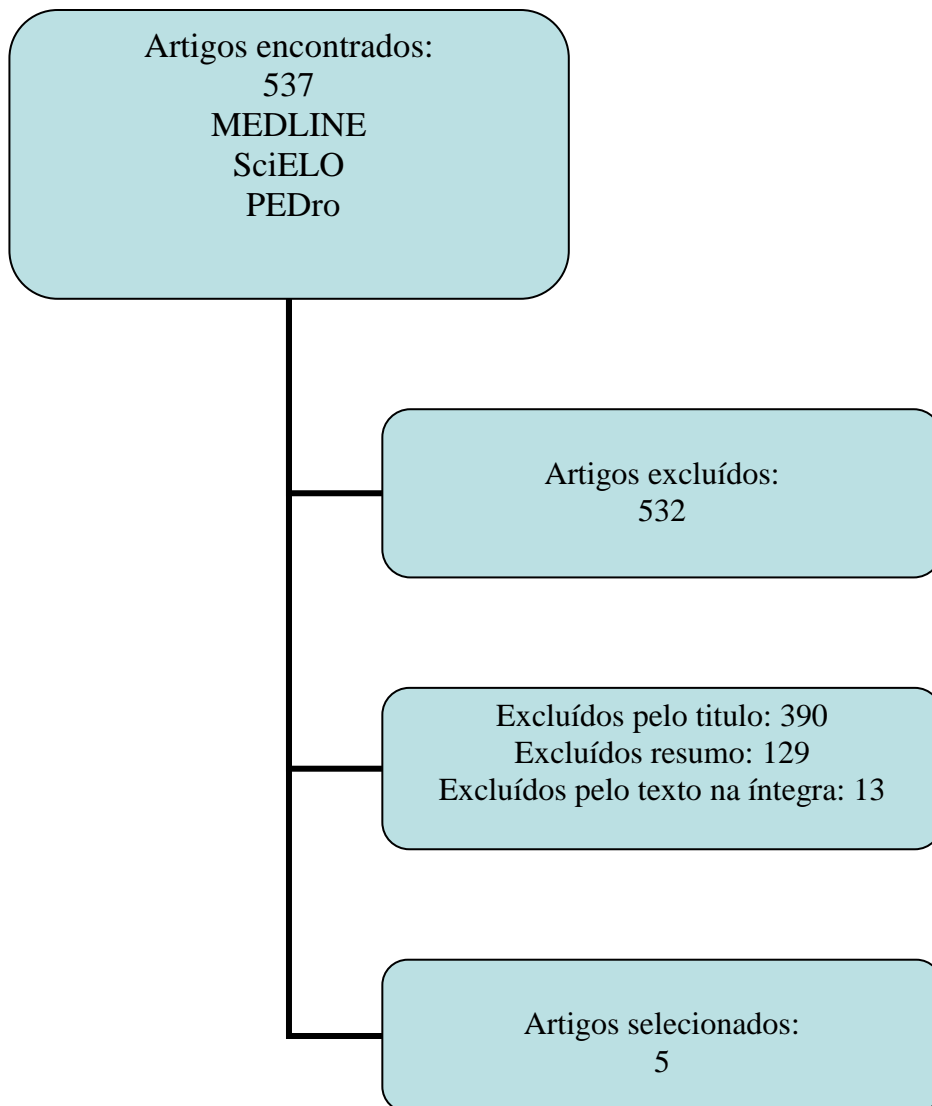 Artigos encontrados:
537
MEDLINE
SciELO
PEDro
Artigos excluídos:
532
Excluídos pelo titulo: 390
Excluídos resumo: 129
Excluídos pelo texto na íntegra: 13
Artigos selecionados:
5